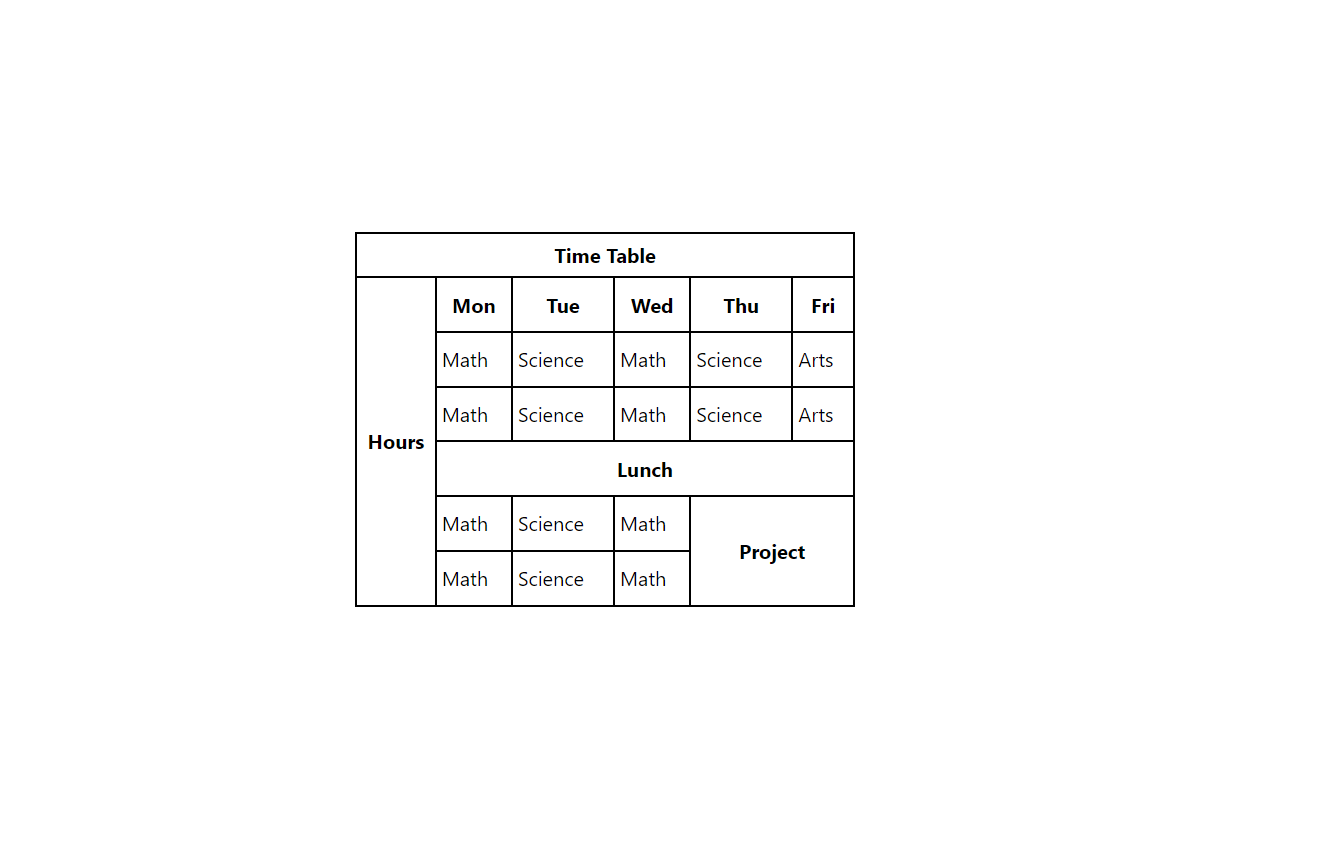 Time Table
Mon Tue Wed Thu Fri
Math Science Math Science Arts
Math Science Math Science Arts
Hours
Lunch
Math Science Math
Project
Math Science Math